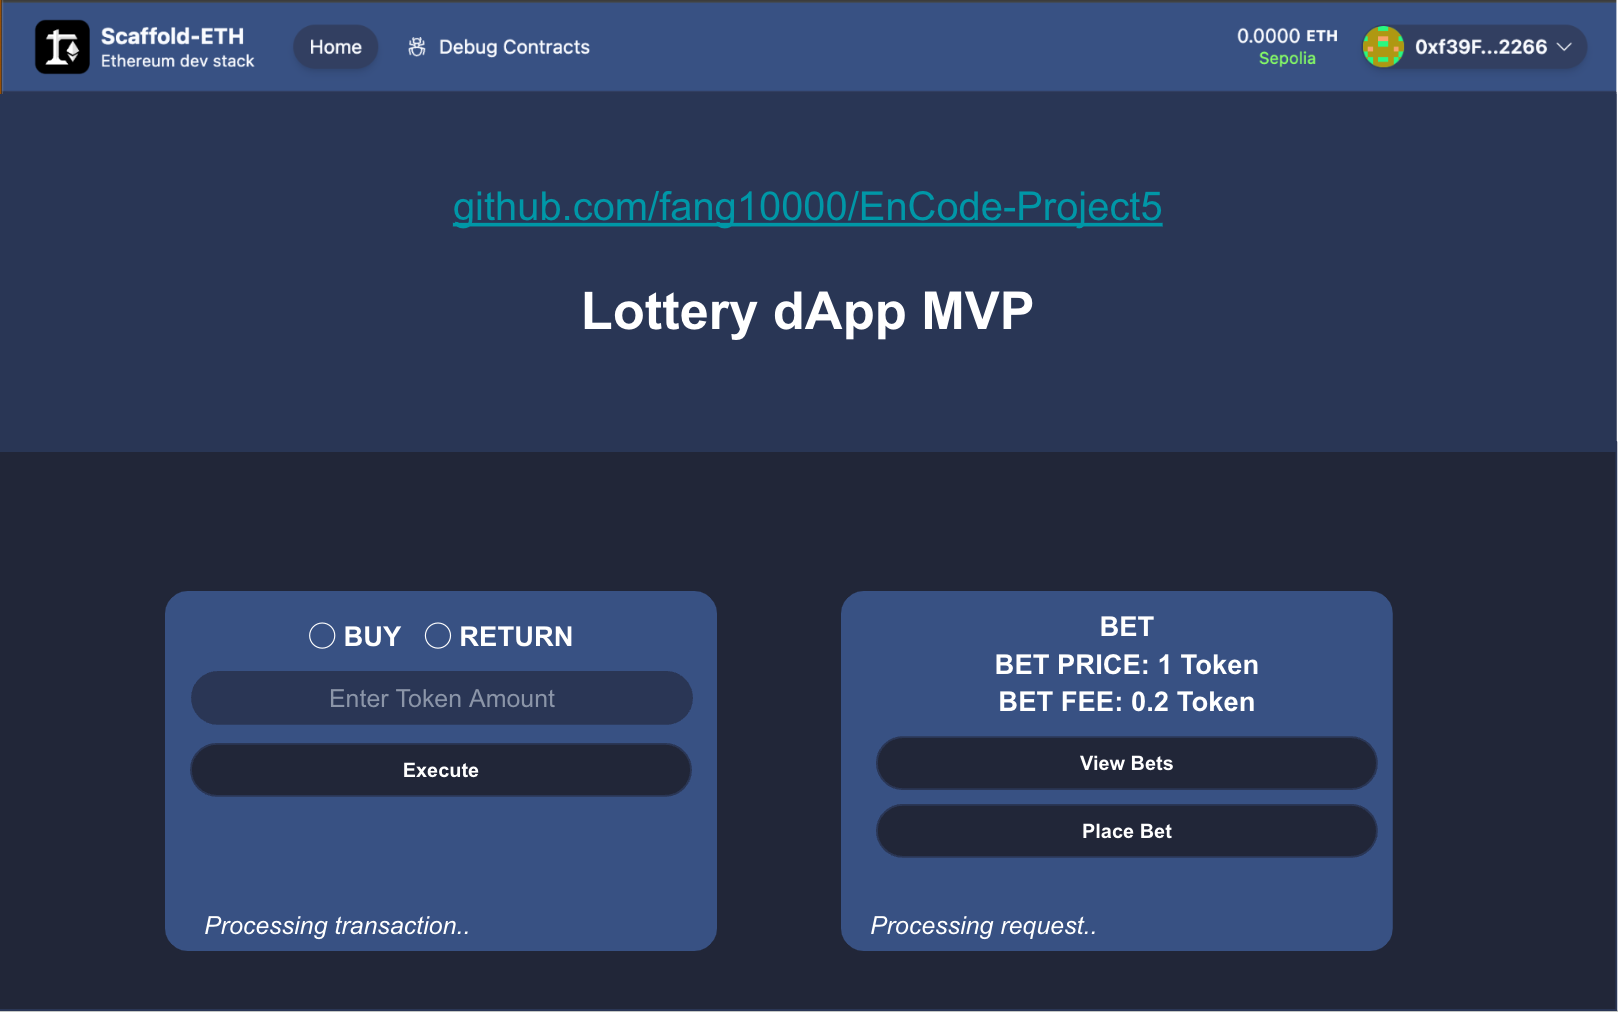 Scaffold-ETH
Ethereum dev stack
Home
Debug Contracts
0.0000 ETH
Sepolia
0xf39F...2266
github.com/fang10000/EnCode-Project5
Lottery dApp MVP
BUY RETURN
Enter Token Amount
Execute
Processing transaction..
BET
BET PRICE: 1 Token
BET FEE: 0.2 Token
View Bets
Place Bet
Processing request..